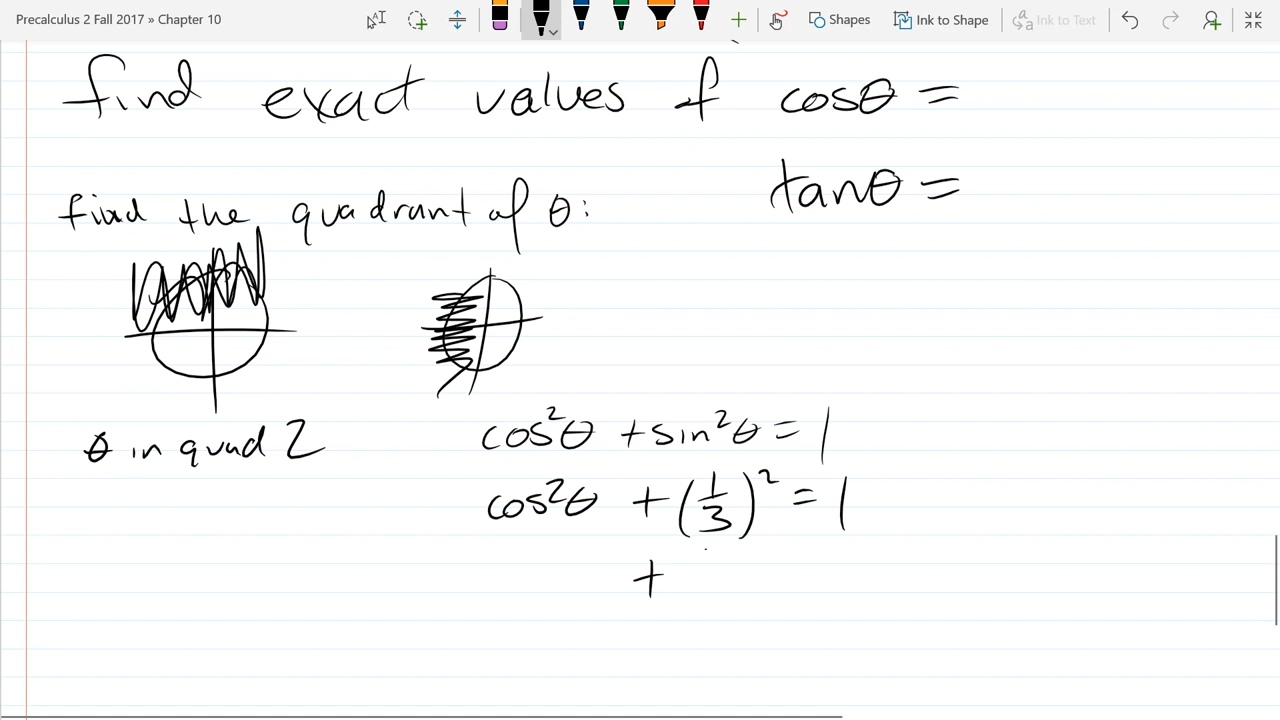 Precalculus 2 Fall 2017 » Chapter 10
Shapes
Ink to Shape
Ink to Text
find exact values of cosθ =
tanθ =
find the quadrant of θ:
θ in quad 2
cos²θ + sin²θ = 1
cos²θ + (1/3)² = 1
+